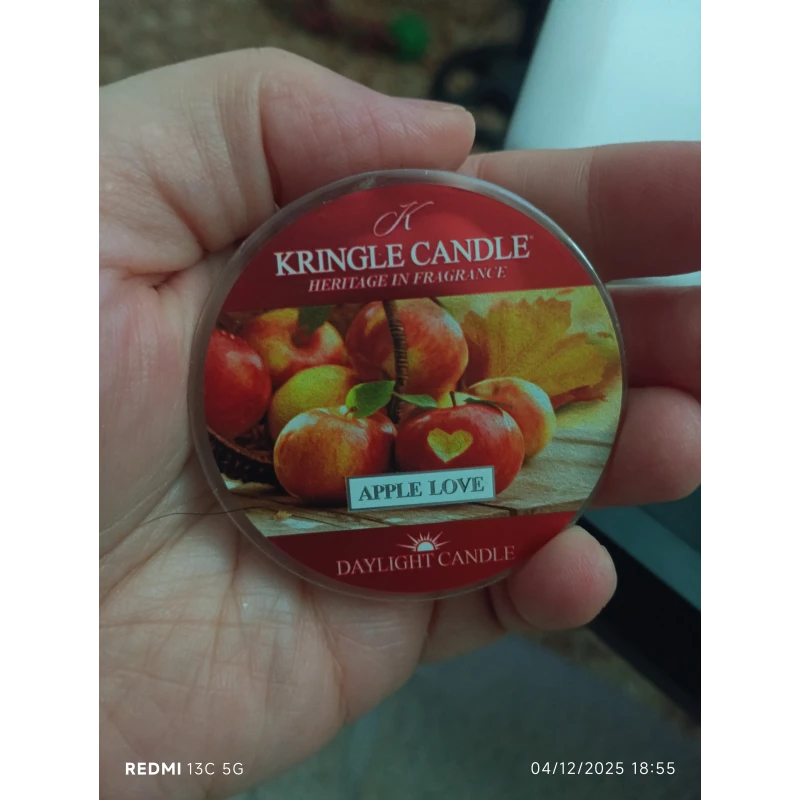 K
KRINGLE CANDLE®
HERITAGE IN FRAGRANCE
APPLE LOVE
DAYLIGHT CANDLE
REDMI 13C 5G
04/12/2025 18:55